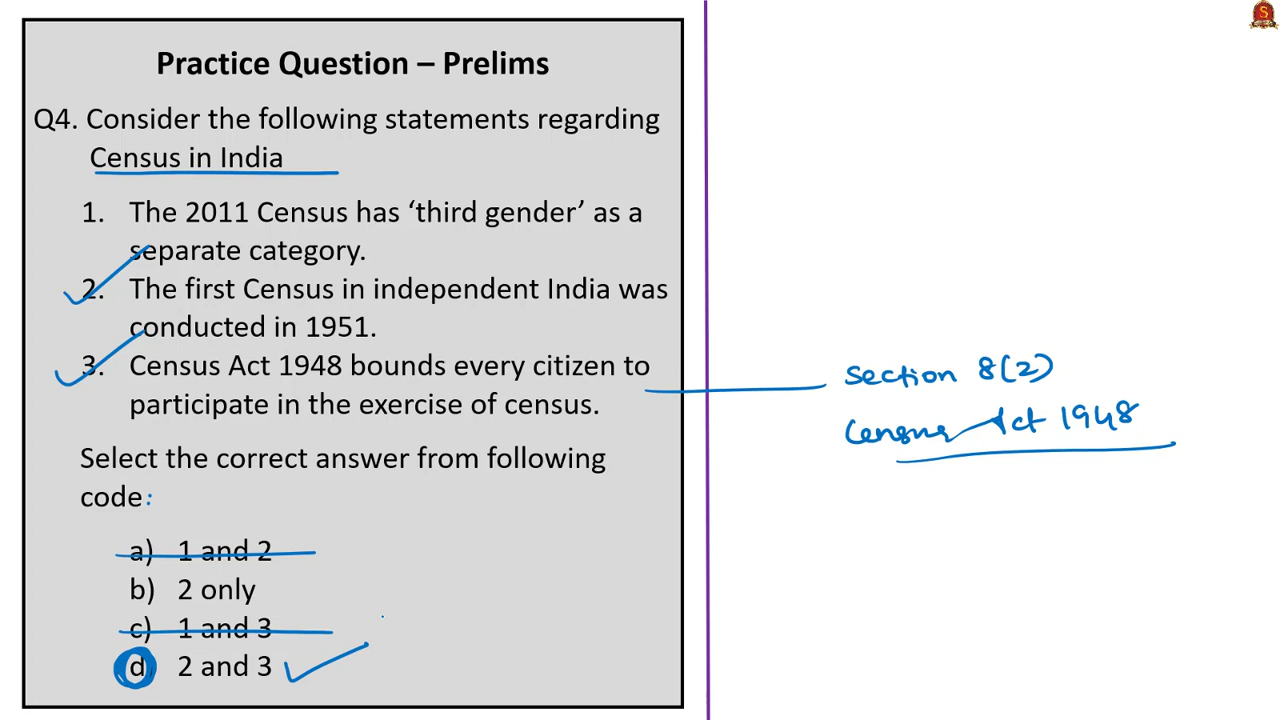 Practice Question – Prelims
Q4. Consider the following statements regarding
Census in India
1. The 2011 Census has ‘third gender’ as a
separate category.
2. The first Census in independent India was
conducted in 1951.
3. Census Act 1948 bounds every citizen to
participate in the exercise of census.
Select the correct answer from following
code:
a) 1 and 2
b) 2 only
c) 1 and 3
d) 2 and 3
Section 8(2)
Census Act 1948
S